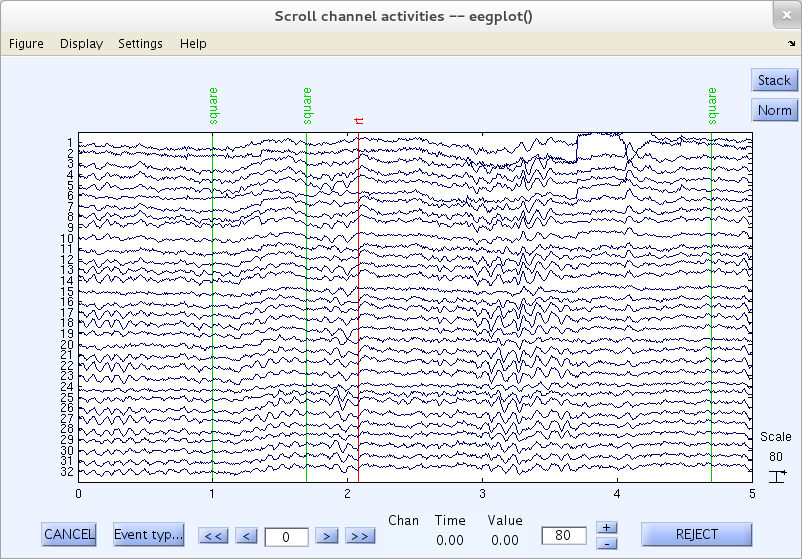 Scroll channel activities -- eegplot()
×
Figure Display Settings Help
Stack
Norm
square
square
rt
square
1
2
3
4
5
6
7
8
9
10
11
12
13
14
15
16
17
18
19
20
21
22
23
24
25
26
27
28
29
30
31
32
Scale
80
0 1 2 3 4 5
Chan Time Value
CANCEL Event typ... << < 0 > >> 0.00 0.00 80 + - REJECT